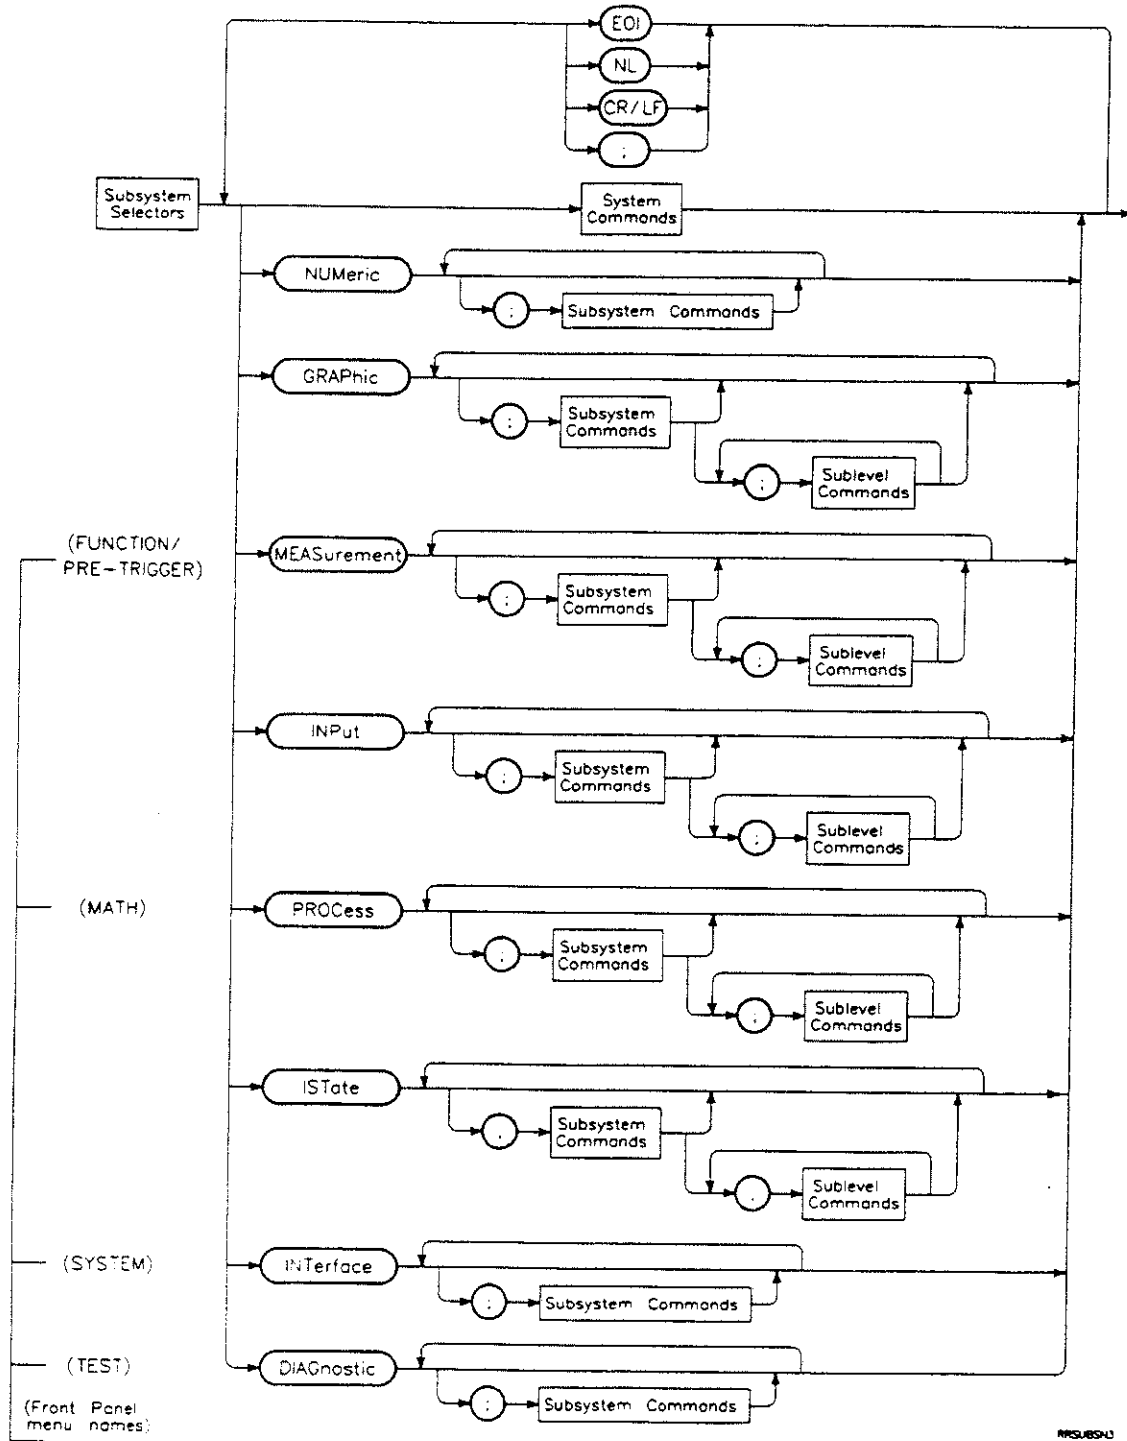 EOI
NL
CR/LF
;
Subsystem
Selectors
System
Commands
NUMeric
;
Subsystem Commands
GRAPhic
;
Subsystem
Commands
;
Sublevel
Commands
(FUNCTION/
PRE-TRIGGER)
MEASurement
;
Subsystem
Commands
;
Sublevel
Commands
INPut
;
Subsystem
Commands
;
Sublevel
Commands
(MATH)
PROCess
;
Subsystem
Commands
;
Sublevel
Commands
ISTate
;
Subsystem
Commands
;
Sublevel
Commands
(SYSTEM)
INTerface
;
Subsystem Commands
(TEST)
DIAGnostic
;
Subsystem Commands
(Front Panel
menu names)